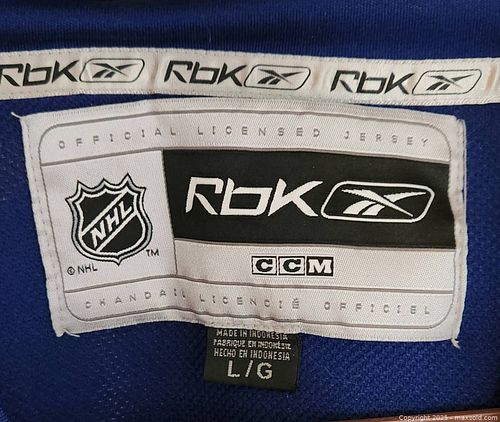 RbK RbK RbK
OFFICIAL LICENSED JERSEY
RbK
NHL
© NHL ™
CCM
CHANDAIL LICENCIÉ OFFICIEL
MADE IN INDONESIA
FABRIQUE EN INDONÉSIE
HECHO EN INDONESIA
L/G
Copyright 2025 - maxsold.com